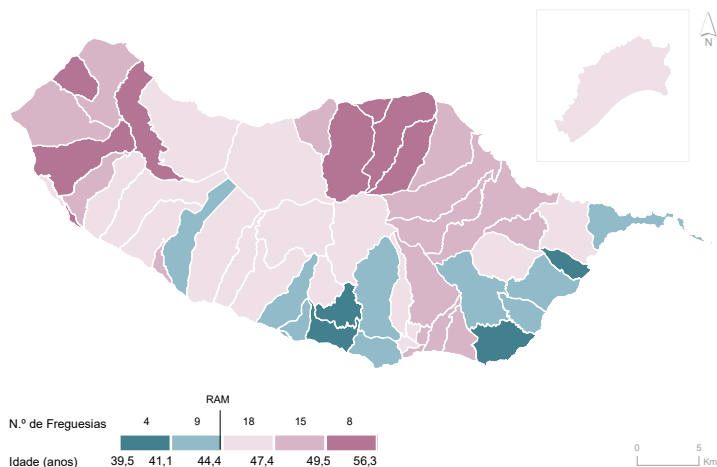 N
RAM
N.º de Freguesias 4 9 18 15 8
Idade (anos) 39,5 41,1 44,4 47,4 49,5 56,3
0 5
Km